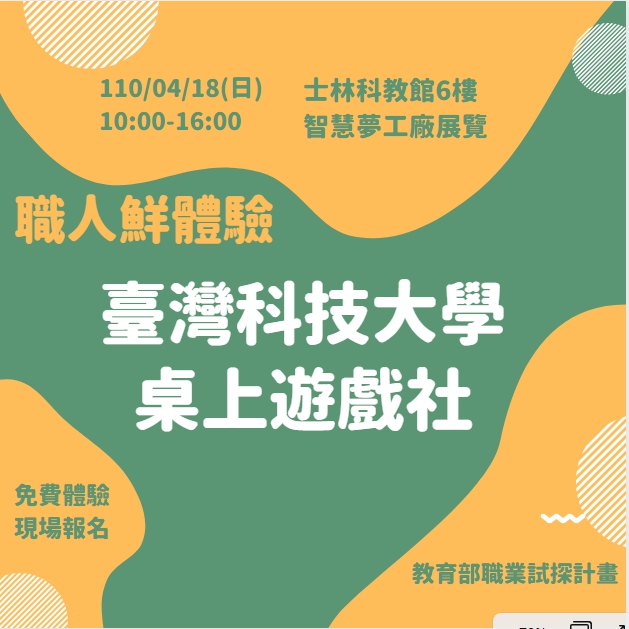 110/04/18(日)
10:00-16:00
士林科教館6樓
智慧夢工廠展覽
職人鮮體驗
臺灣科技大學
桌上遊戲社
免費體驗
現場報名
教育部職業試探計畫